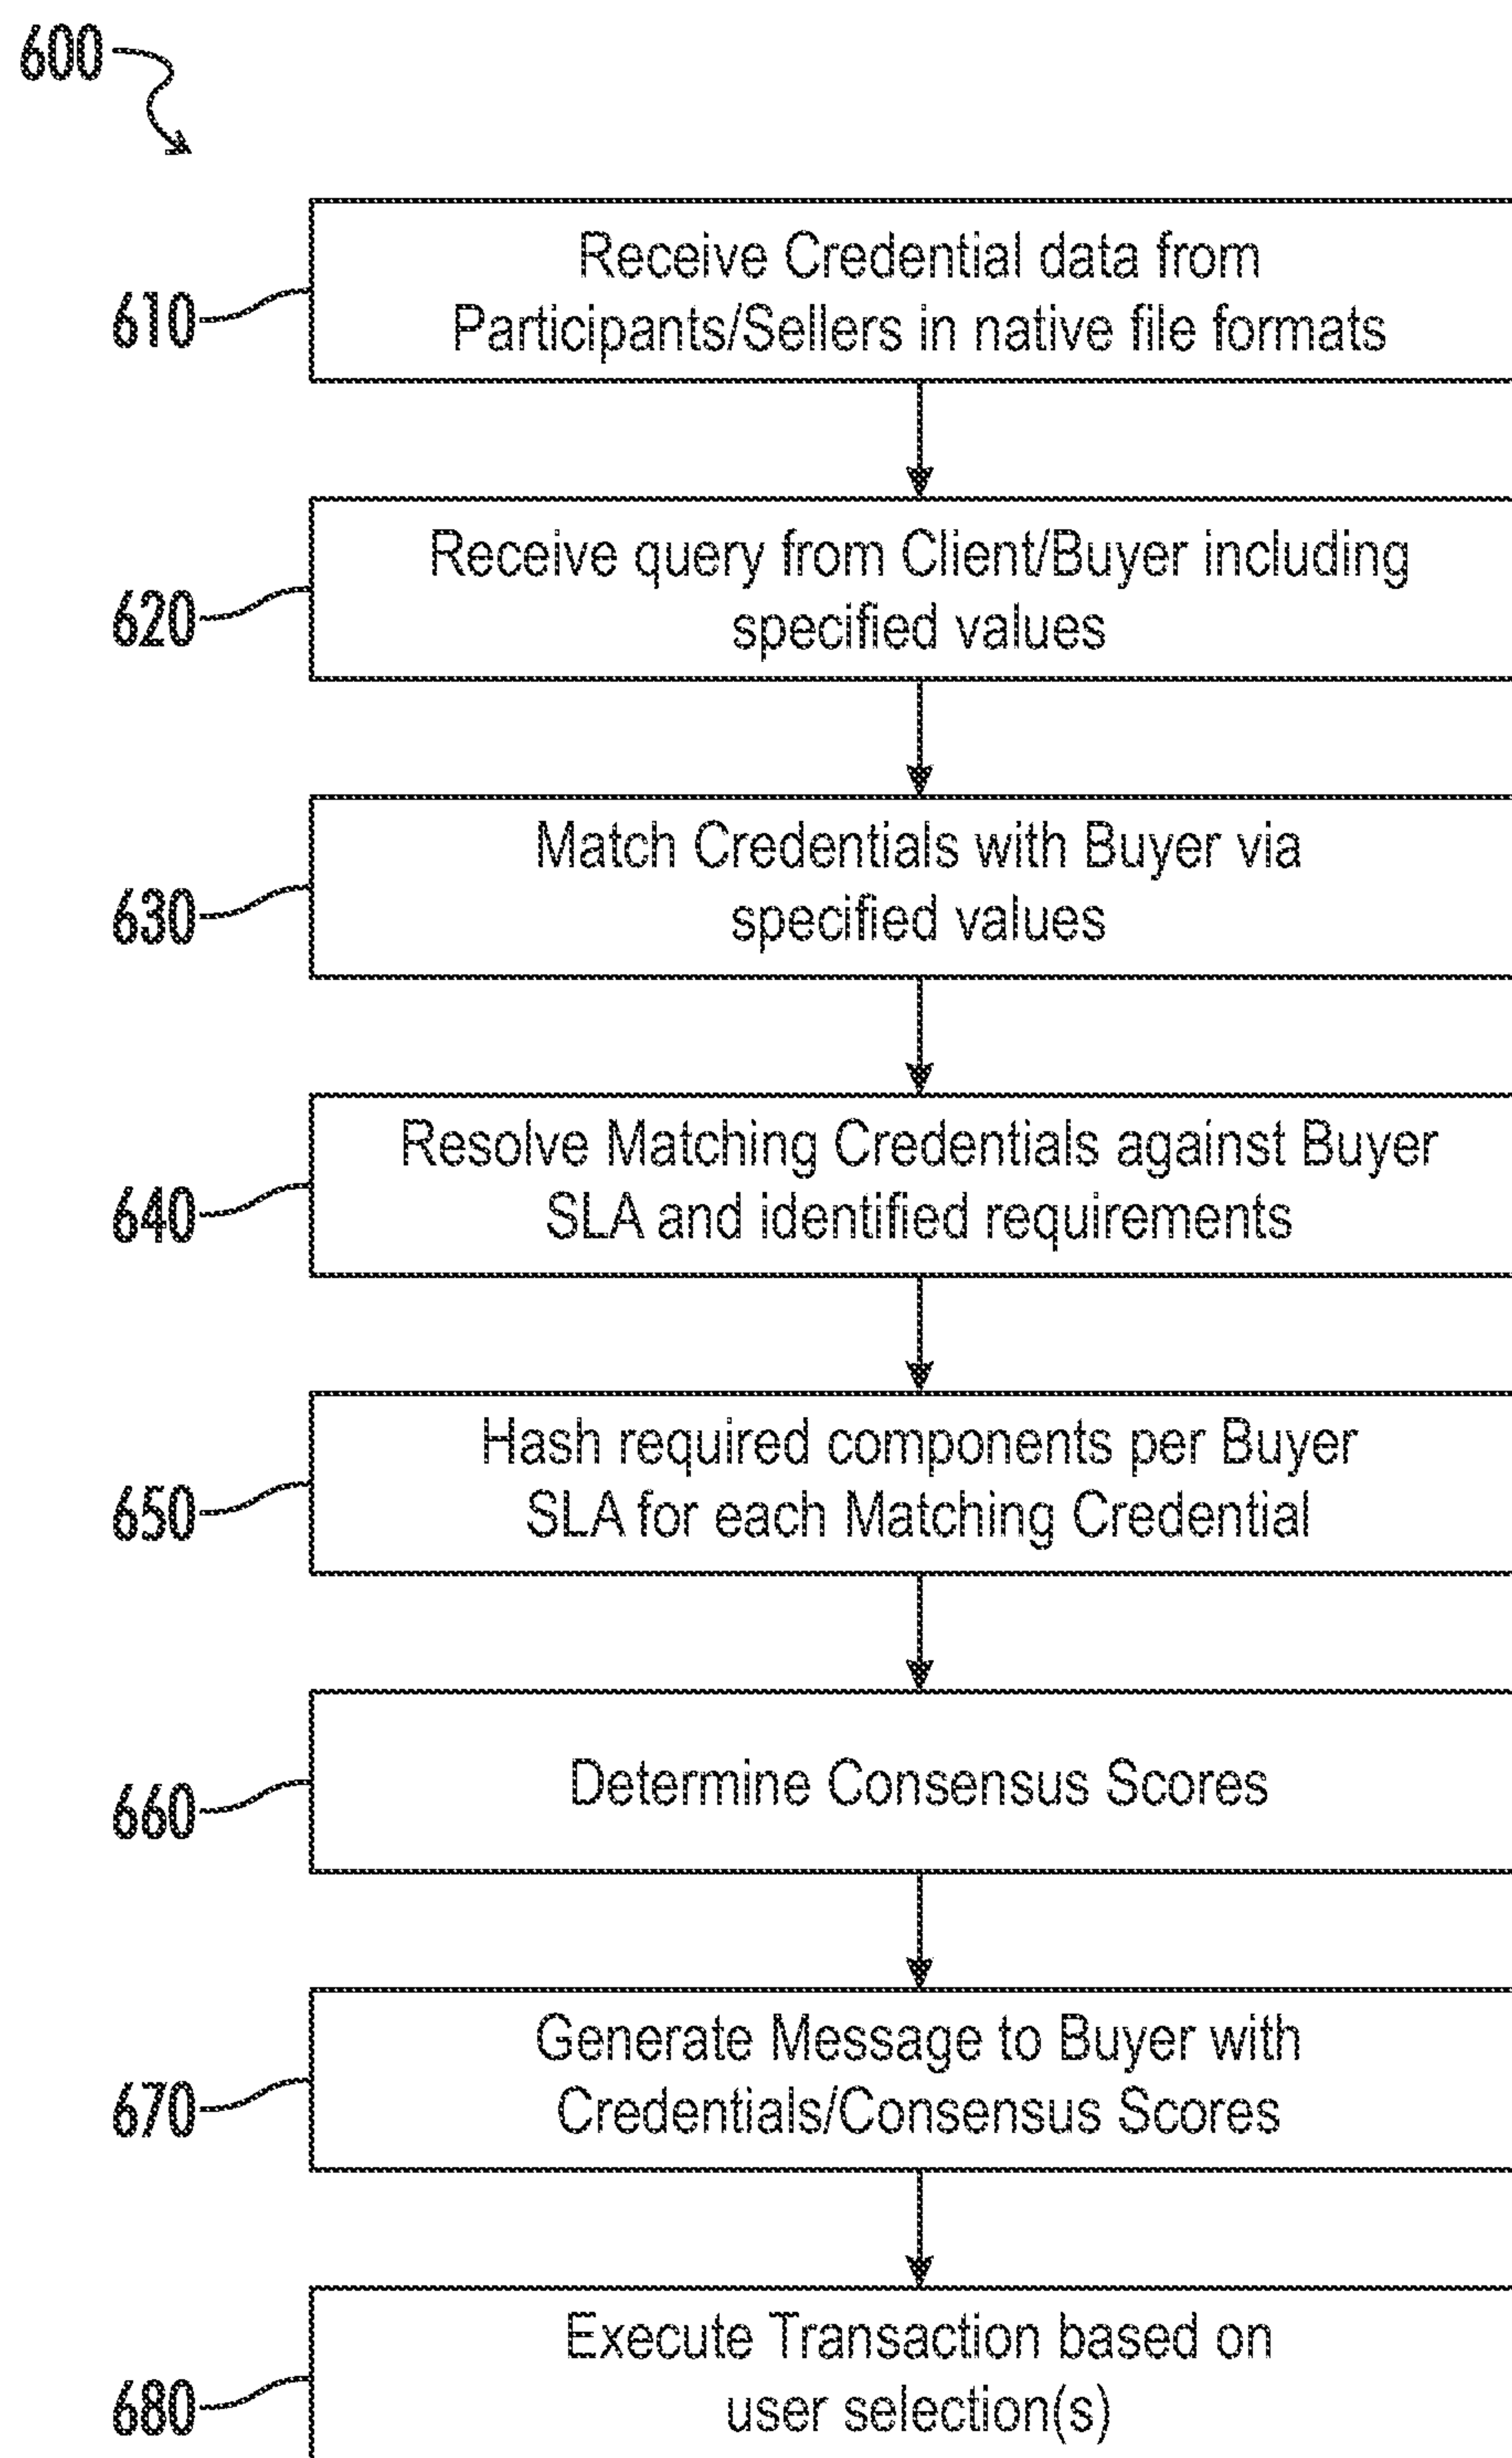 600
Receive Credential data from
610
Participants/Sellers in native file formats
Receive query from Client/Buyer including
620
specified values
Match Credentials with Buyer via
630
specified values
Resolve Matching Credentials against Buyer
640
SLA and identified requirements
Hash required components per Buyer
650
SLA for each Matching Credential
660
Determine Consensus Scores
Generate Message to Buyer with
670
Credentials/Consensus Scores
Execute Transaction based on
680
user selection(s)